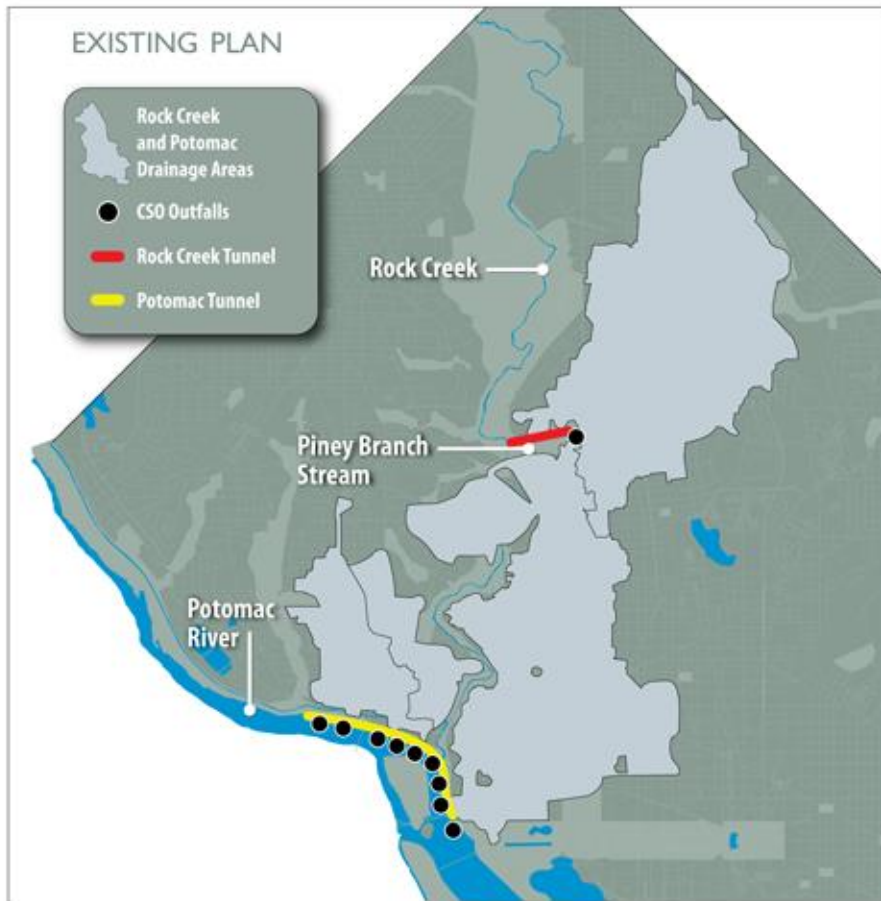 EXISTING PLAN
Rock Creek
and Potomac
Drainage Areas
CSO Outfalls
Rock Creek Tunnel
Potomac Tunnel
Rock Creek
Piney Branch
Stream
Potomac
River